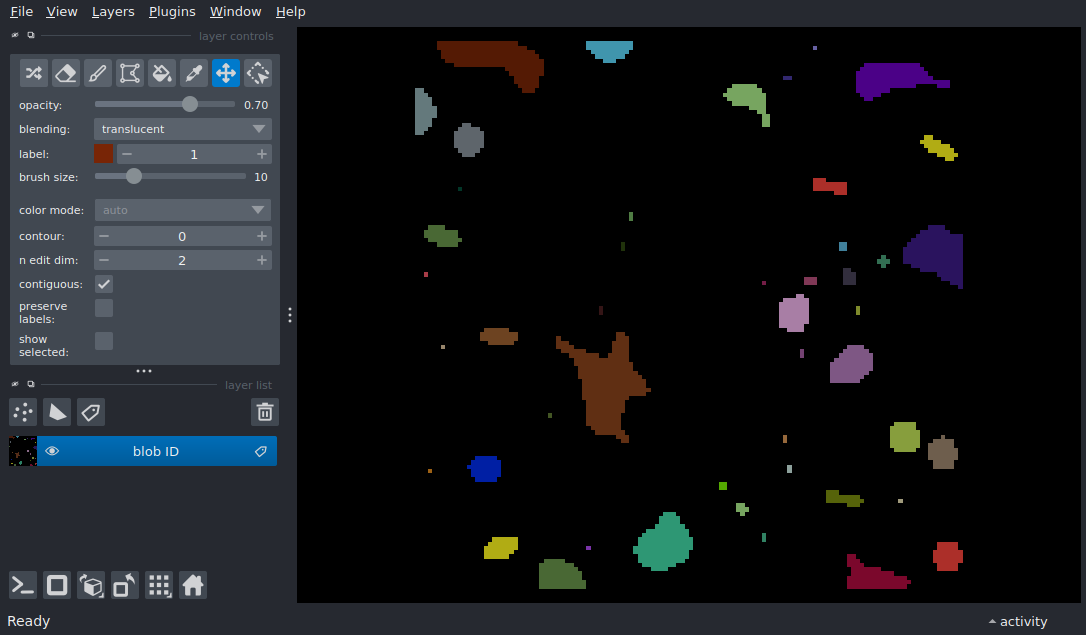 File View Layers Plugins Window Help
layer controls
opacity: 0.70
blending: translucent
label: 1
brush size: 10
color mode: auto
contour: 0
n edit dim: 2
contiguous:
preserve
labels:
show
selected:
layer list
blob ID
Ready
activity